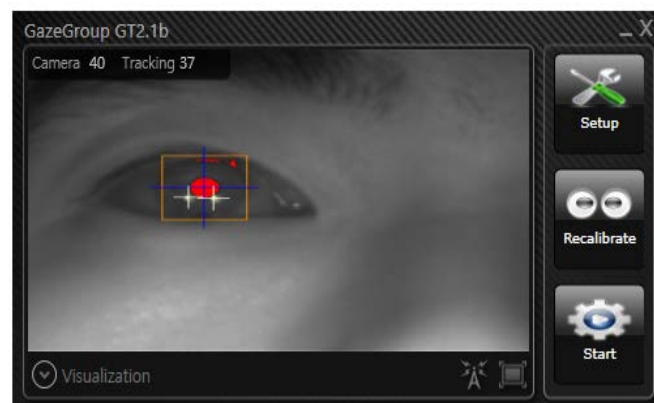 GazeGroup GT2.1b
Camera 40 Tracking 37
Setup
Recalibrate
Start
Visualization